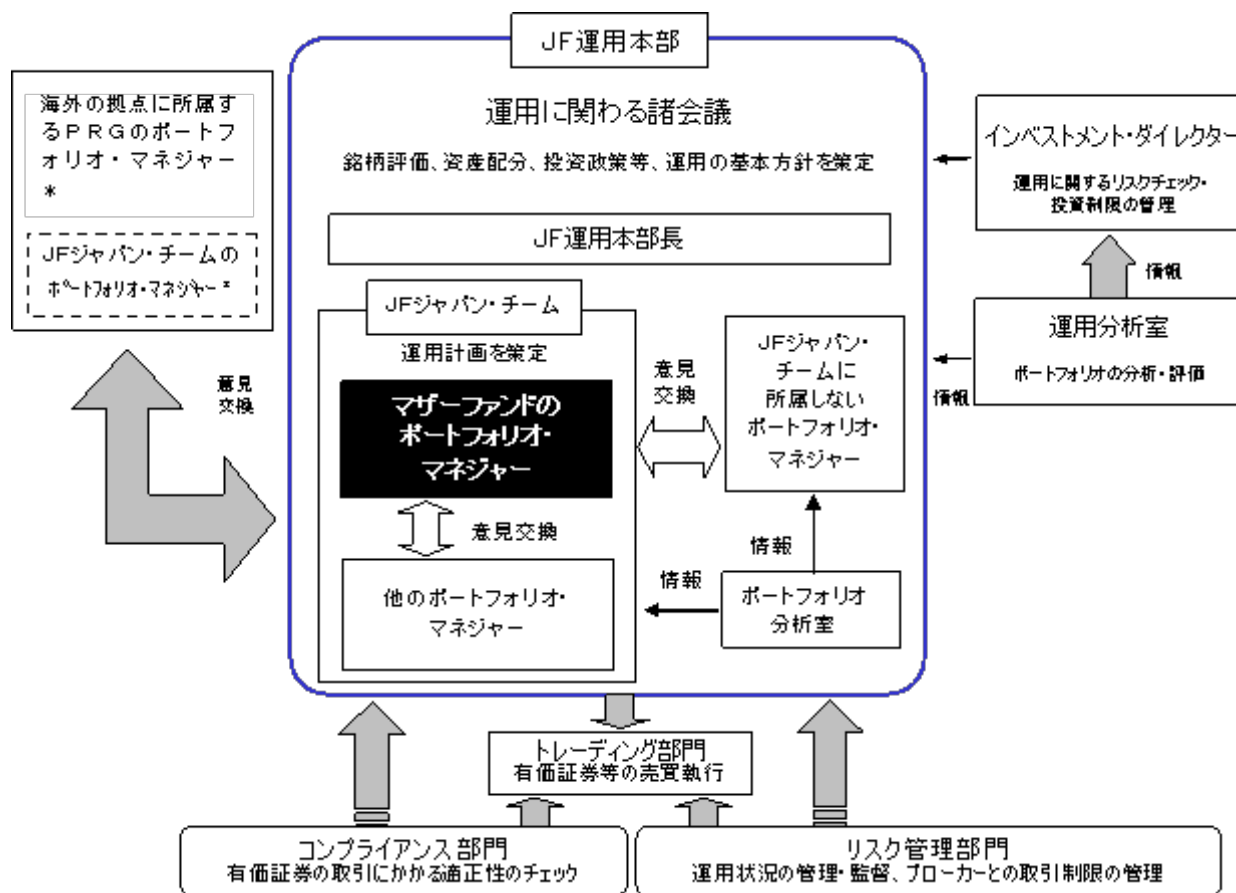 JF運用本部
海外の拠点に所属す
るPRGのポートフ
ォリオ・マネジャー
*
JFジャパン・チームの
ポートフォリオ・マネジャー*
運用に関わる諸会議
銘柄評価、資産配分、投資政策等、運用の基本方針を策定
インベストメント・ダイレクター
運用に関するリスクチェック・
投資制限の管理
JF運用本部長
情報
JFジャパン・チーム
運用計画を策定
マザーファンドの
ポートフォリオ・
マネジャー
意見
交換
JFジャパン・
チームに
所属しない
ポートフォリオ・
マネジャー
運用分析室
ポートフォリオの分析・評価
情報
意見
交換
意見交換
情報
情報
他のポートフォリオ・
マネジャー
ポートフォリオ
分析室
トレーディング部門
有価証券等の売買執行
コンプライアンス部門
有価証券の取引にかかる適正性のチェック
リスク管理部門
運用状況の管理・監督、ブローカーとの取引制限の管理